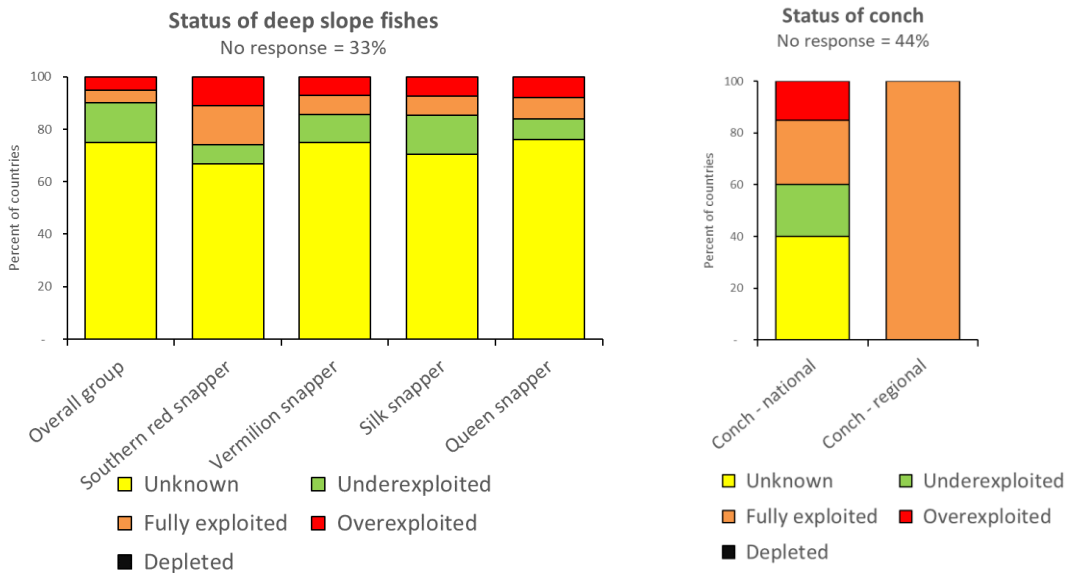 Status of deep slope fishes
No response = 33%
Percent of countries
100
80
60
40
20
-
Overall group
Southern red snapper
Vermilion snapper
Silk snapper
Queen snapper
Unknown
Underexploited
Fully exploited
Overexploited
Depleted
Status of conch
No response = 44%
Percent of countries
100
80
60
40
20
-
Conch - national
Conch - regional
Unknown
Underexploited
Fully exploited
Overexploited
Depleted